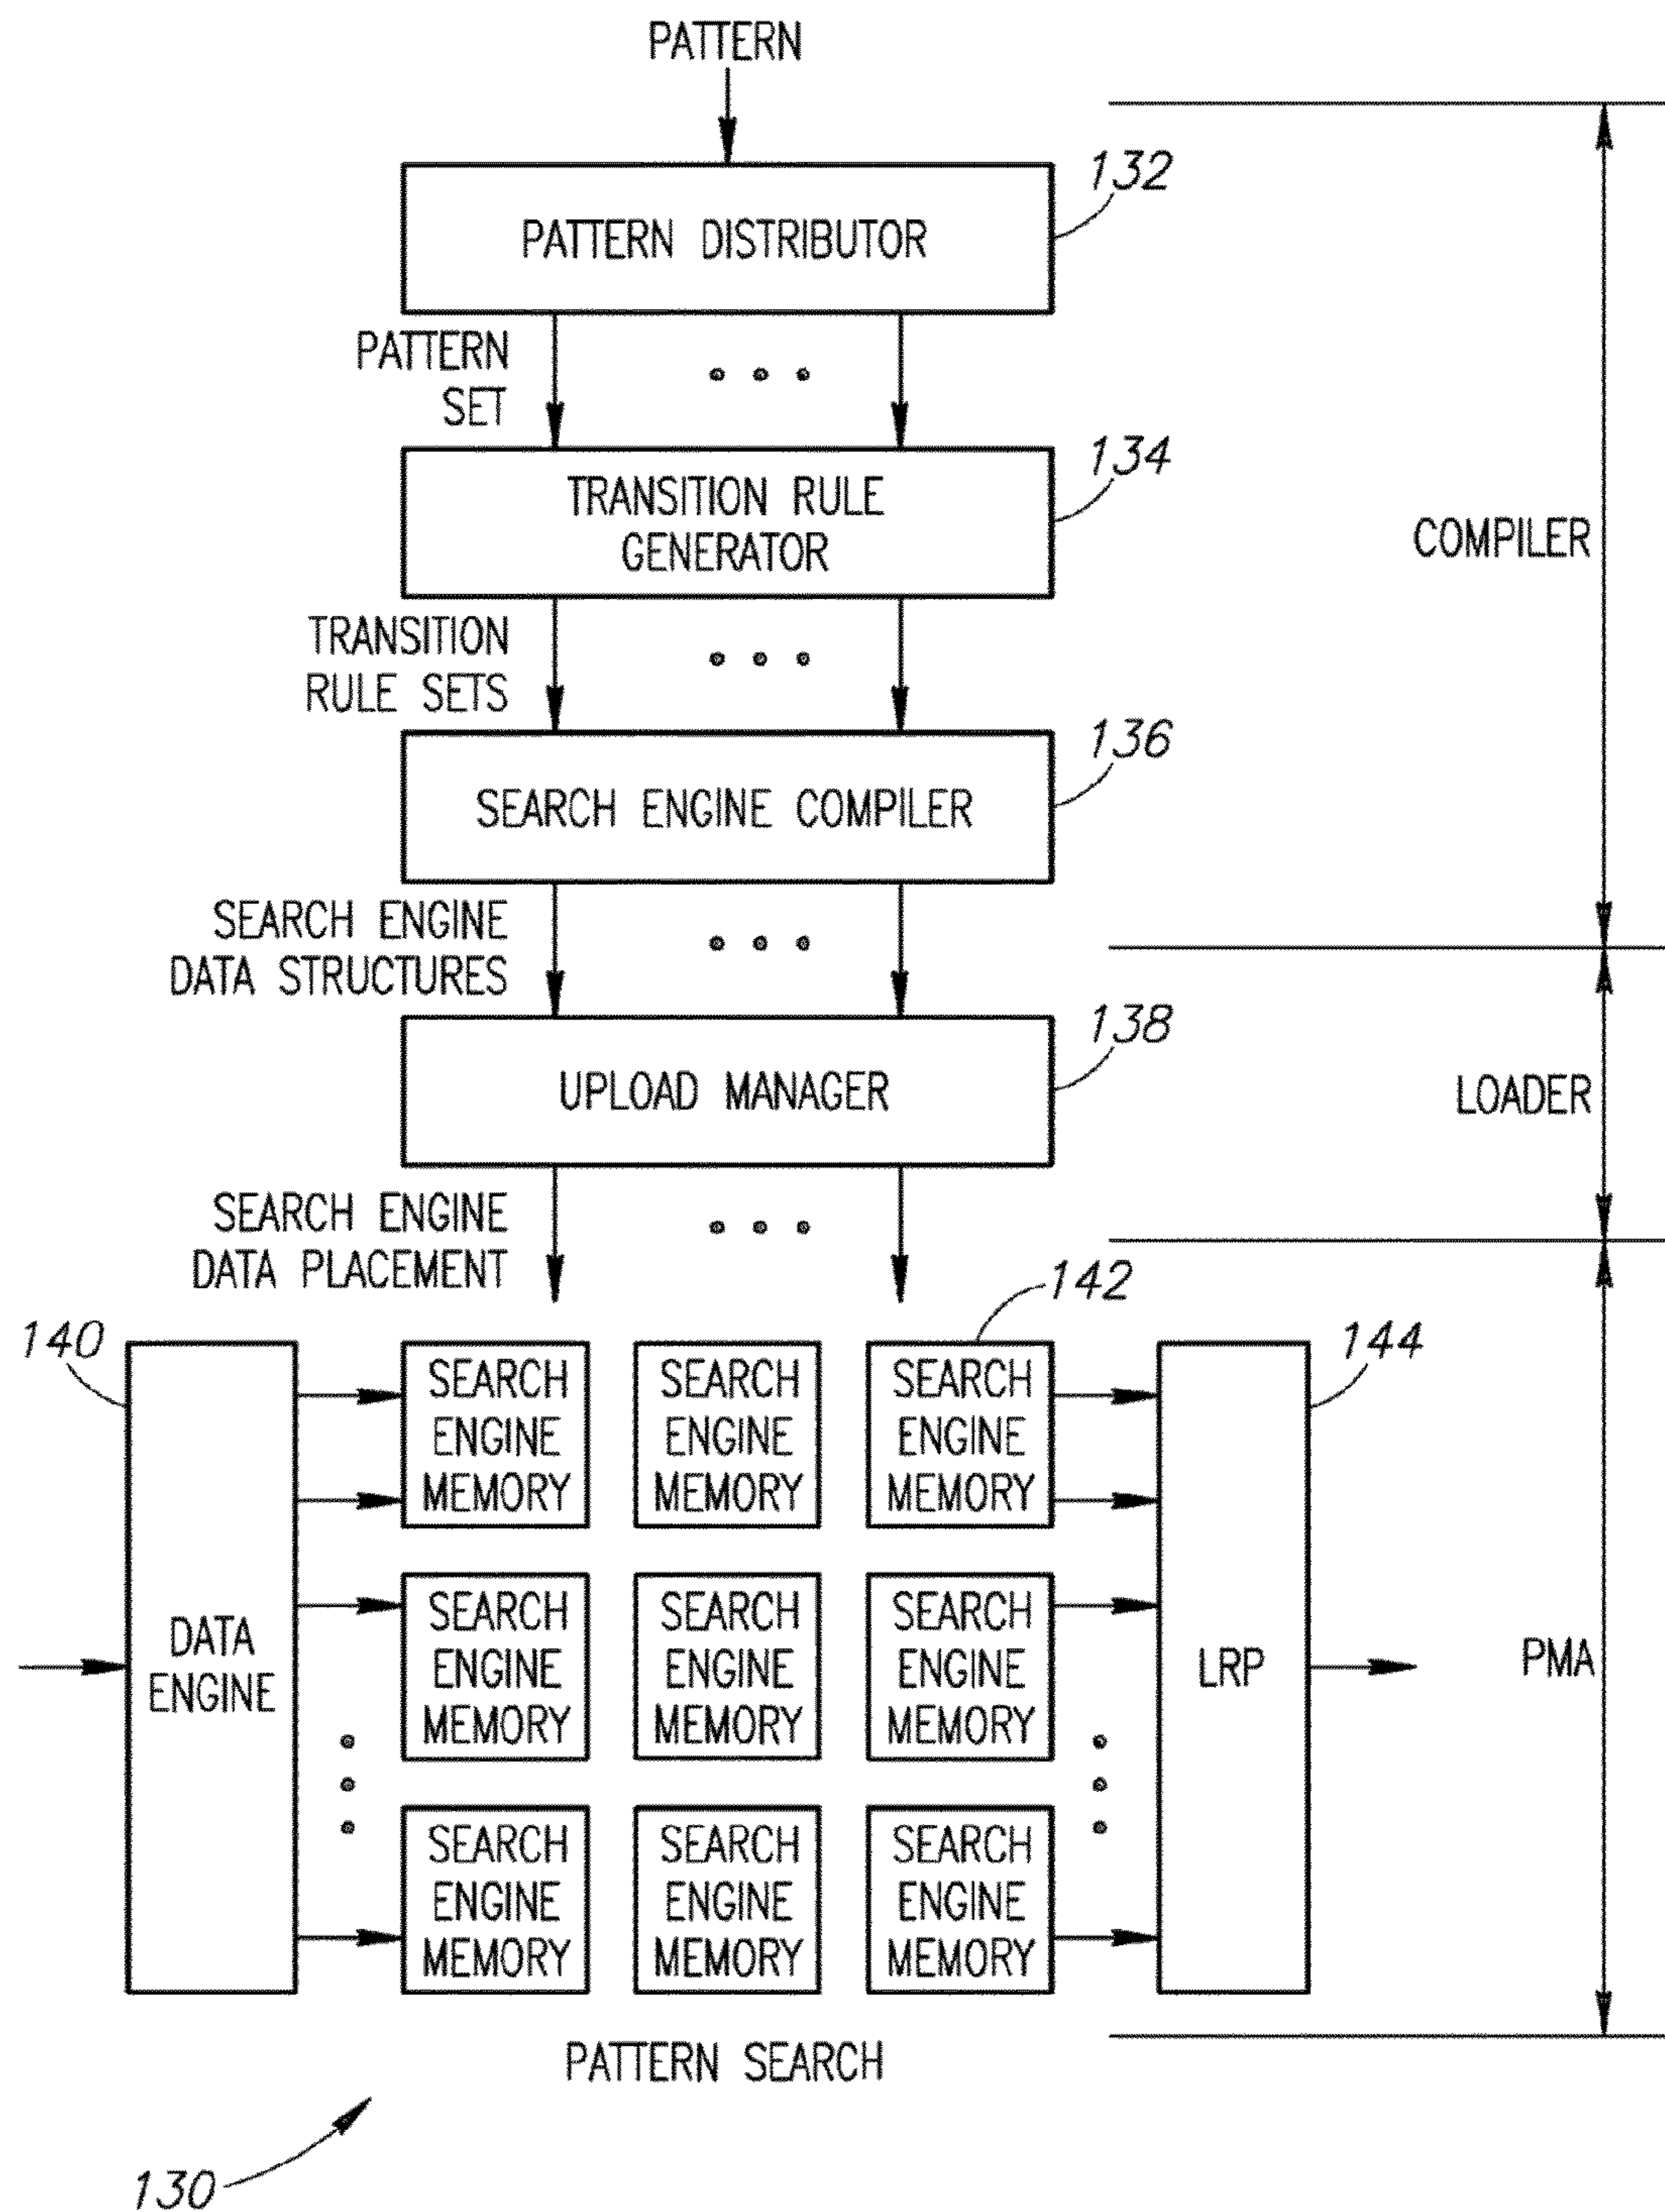 PATTERN
132
PATTERN DISTRIBUTOR
PATTERN
SET
134
TRANSITION RULE
GENERATOR
COMPILER
TRANSITION
RULE SETS
136
SEARCH ENGINE COMPILER
SEARCH ENGINE
DATA STRUCTURES
138
UPLOAD MANAGER
LOADER
SEARCH ENGINE
DATA PLACEMENT
142
140
144
SEARCH
ENGINE
MEMORY
SEARCH
ENGINE
MEMORY
SEARCH
ENGINE
MEMORY
DATA
ENGINE
SEARCH
ENGINE
MEMORY
SEARCH
ENGINE
MEMORY
SEARCH
ENGINE
MEMORY
LRP
PMA
SEARCH
ENGINE
MEMORY
SEARCH
ENGINE
MEMORY
SEARCH
ENGINE
MEMORY
PATTERN SEARCH
130